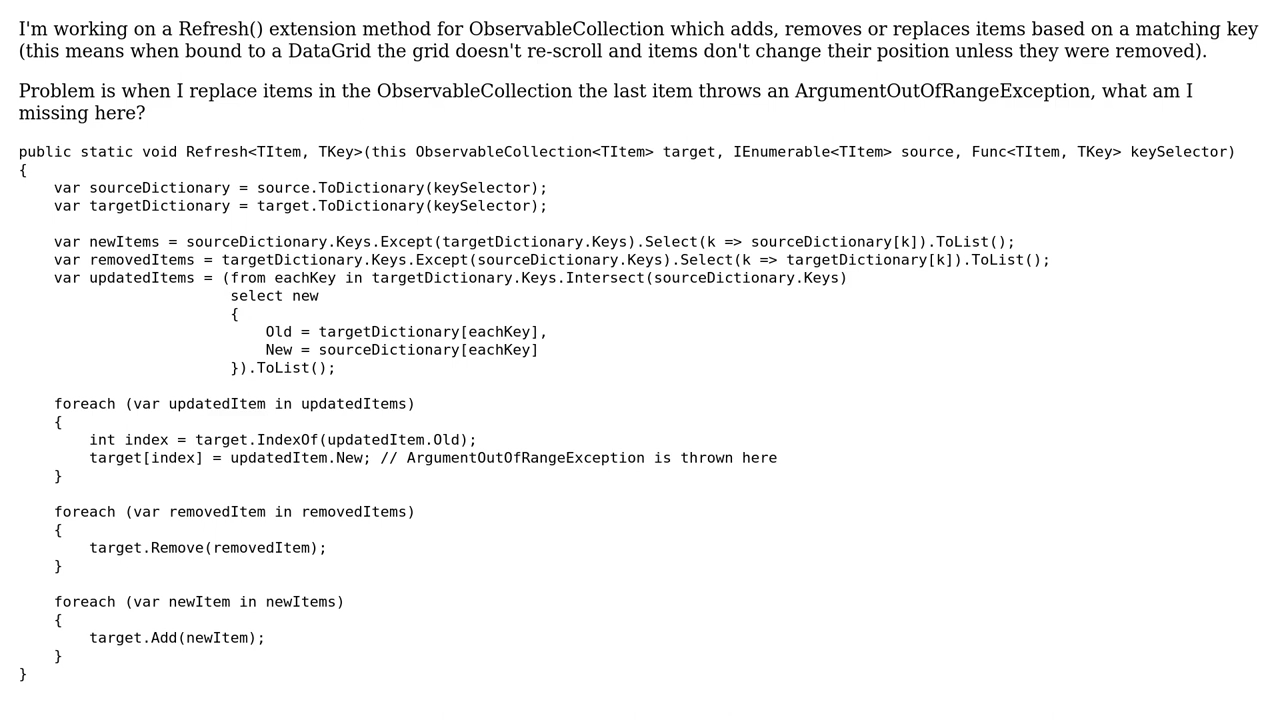 I'm working on a Refresh() extension method for ObservableCollection which adds, removes or replaces items based on a matching key
(this means when bound to a DataGrid the grid doesn't re-scroll and items don't change their position unless they were removed).
Problem is when I replace items in the ObservableCollection the last item throws an ArgumentOutOfRangeException, what am I
missing here?
public static void Refresh<TItem, TKey>(this ObservableCollection<TItem> target, IEnumerable<TItem> source, Func<TItem, TKey> keySelector)
{
    var sourceDictionary = source.ToDictionary(keySelector);
    var targetDictionary = target.ToDictionary(keySelector);

    var newItems = sourceDictionary.Keys.Except(targetDictionary.Keys).Select(k => sourceDictionary[k]).ToList();
    var removedItems = targetDictionary.Keys.Except(sourceDictionary.Keys).Select(k => targetDictionary[k]).ToList();
    var updatedItems = (from eachKey in targetDictionary.Keys.Intersect(sourceDictionary.Keys)
                        select new
                        {
                            Old = targetDictionary[eachKey],
                            New = sourceDictionary[eachKey]
                        }).ToList();

    foreach (var updatedItem in updatedItems)
    {
        int index = target.IndexOf(updatedItem.Old);
        target[index] = updatedItem.New; // ArgumentOutOfRangeException is thrown here
    }

    foreach (var removedItem in removedItems)
    {
        target.Remove(removedItem);
    }

    foreach (var newItem in newItems)
    {
        target.Add(newItem);
    }
}